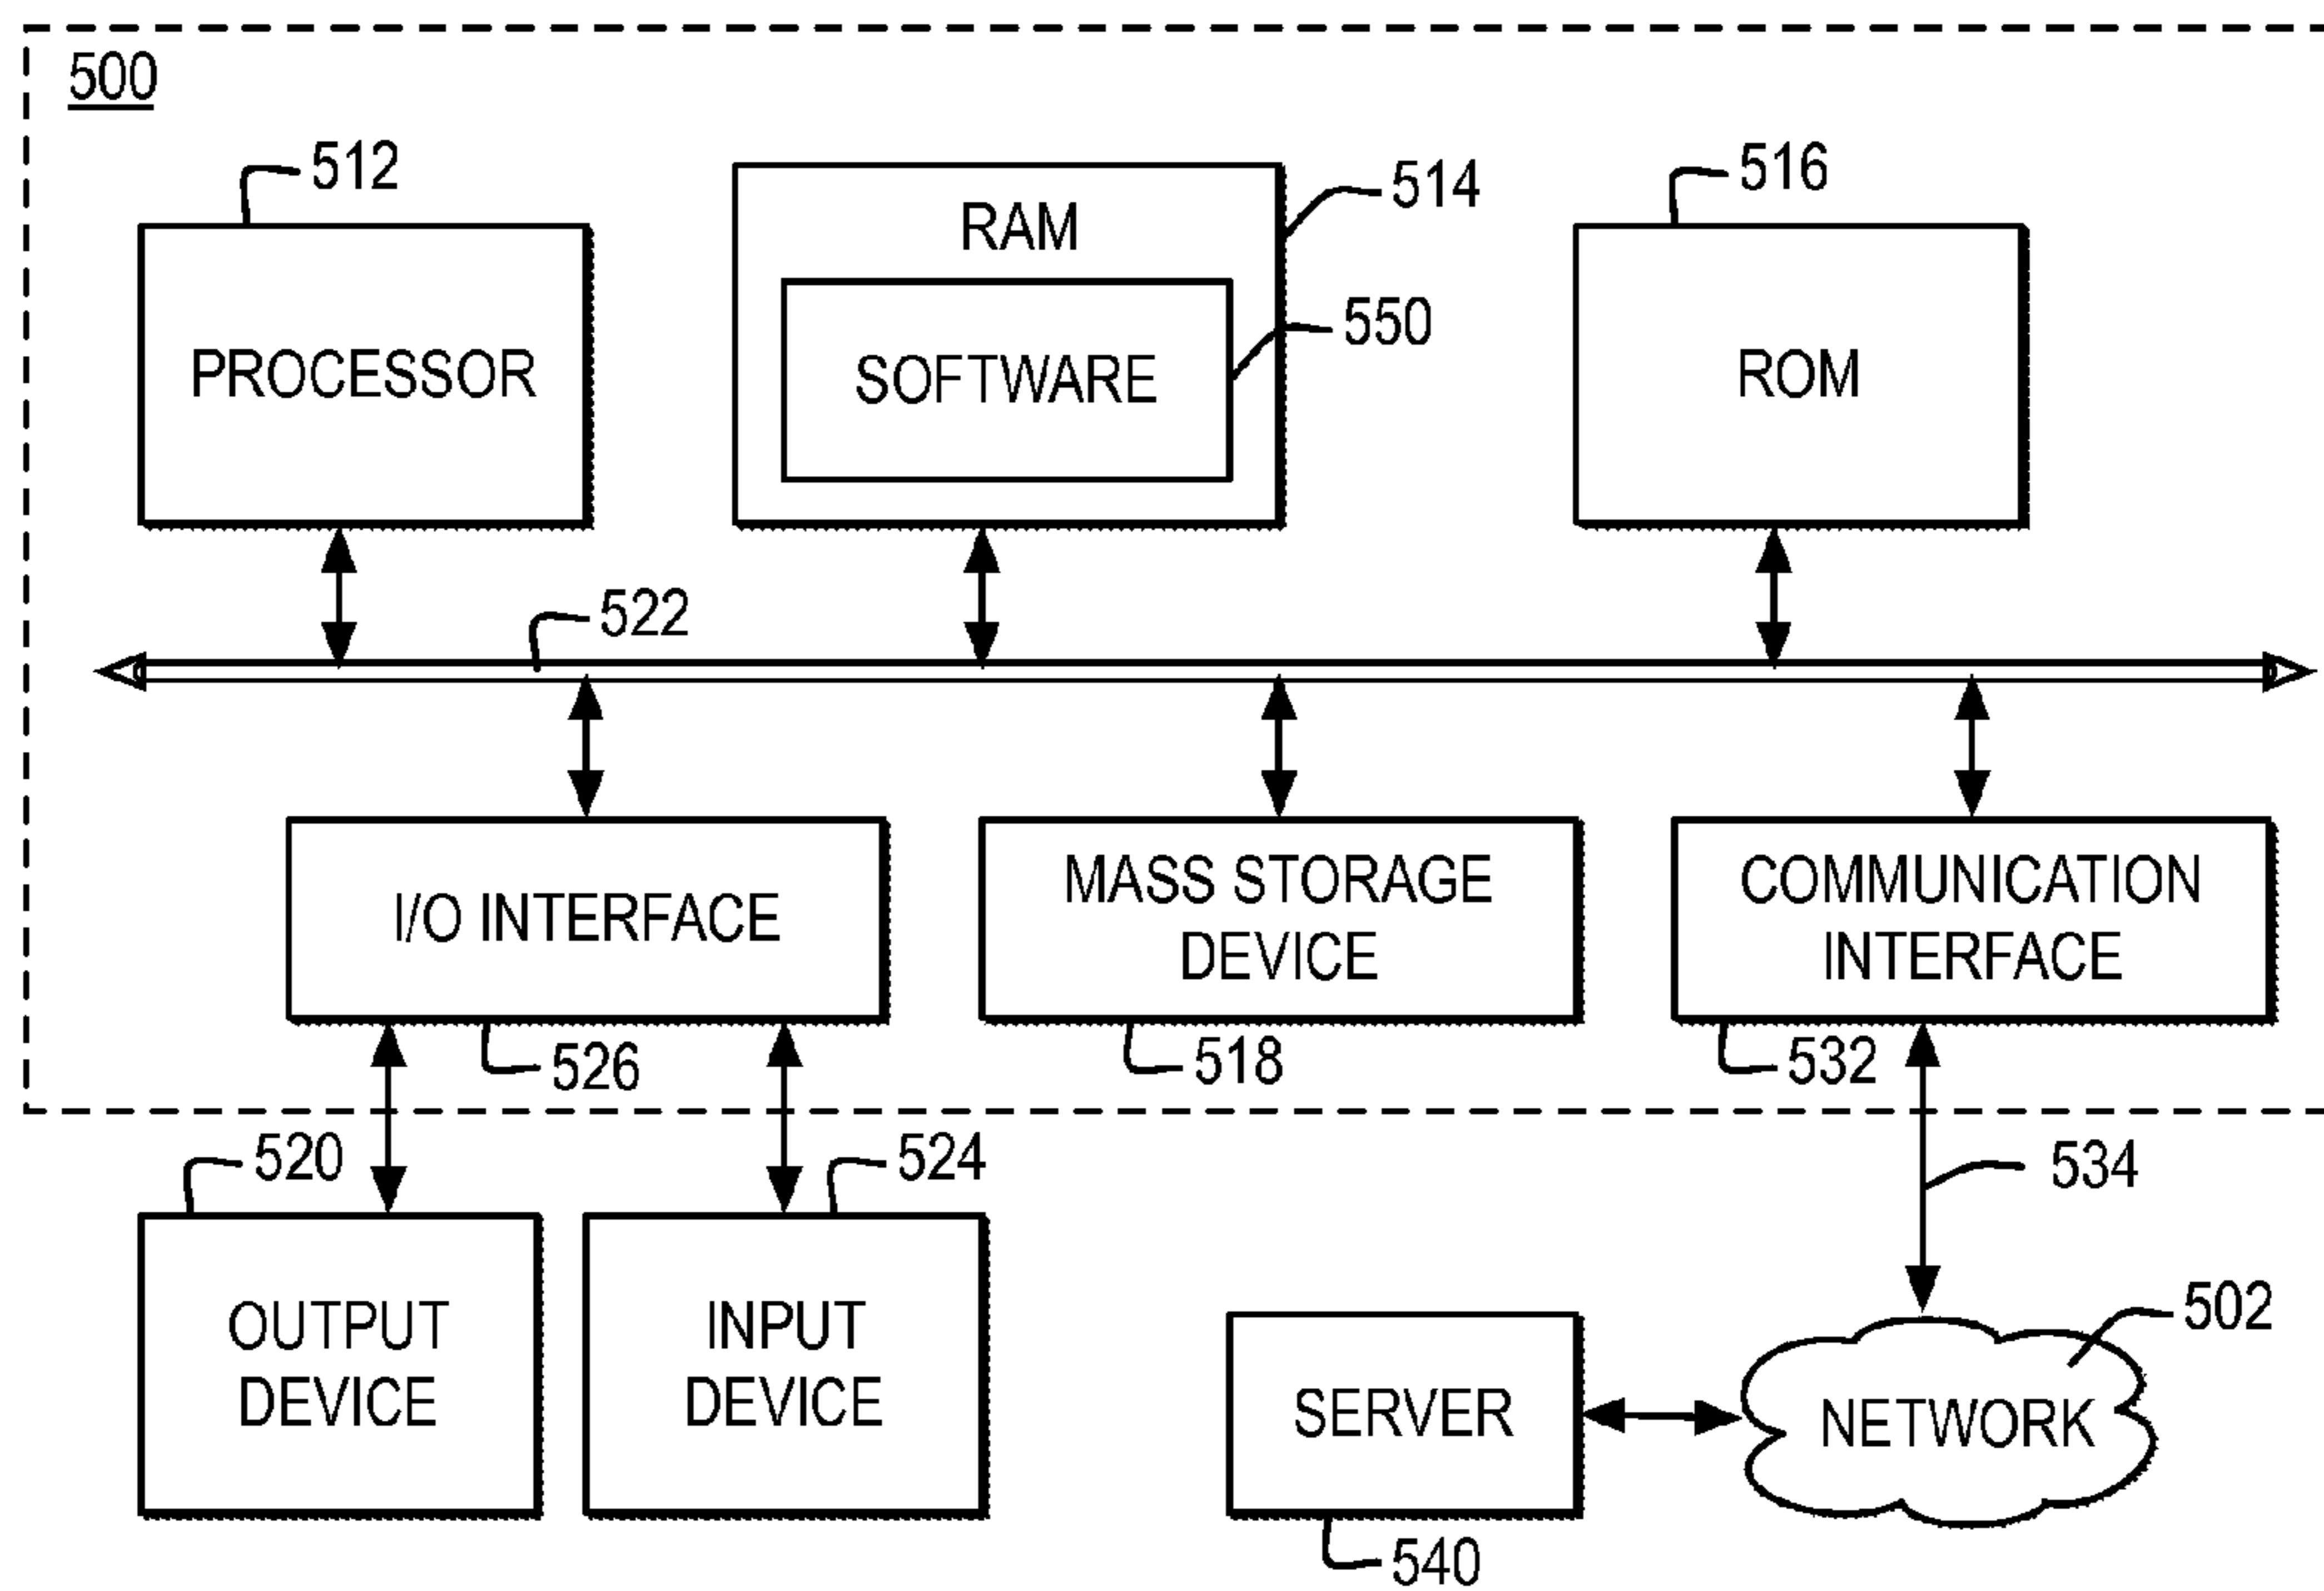 500
512
514
516
RAM
550
PROCESSOR
SOFTWARE
ROM
522
I/O INTERFACE
MASS STORAGE
DEVICE
COMMUNICATION
INTERFACE
526
518
532
520
524
534
OUTPUT
DEVICE
INPUT
DEVICE
502
SERVER
NETWORK
540